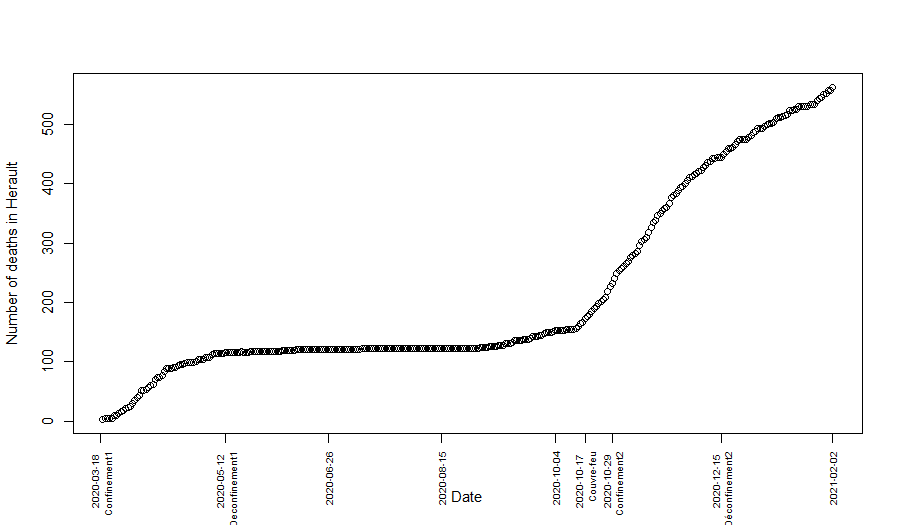 Number of deaths in Herault
500
400
300
200
100
0
2020-03-18
Confinement1
2020-05-12
Deconfinement1
2020-06-26
2020-08-15
2020-10-04
2020-10-17
Couvre-feu
2020-10-29
Confinement2
2020-12-15
Déconfinement2
2021-02-02
Date